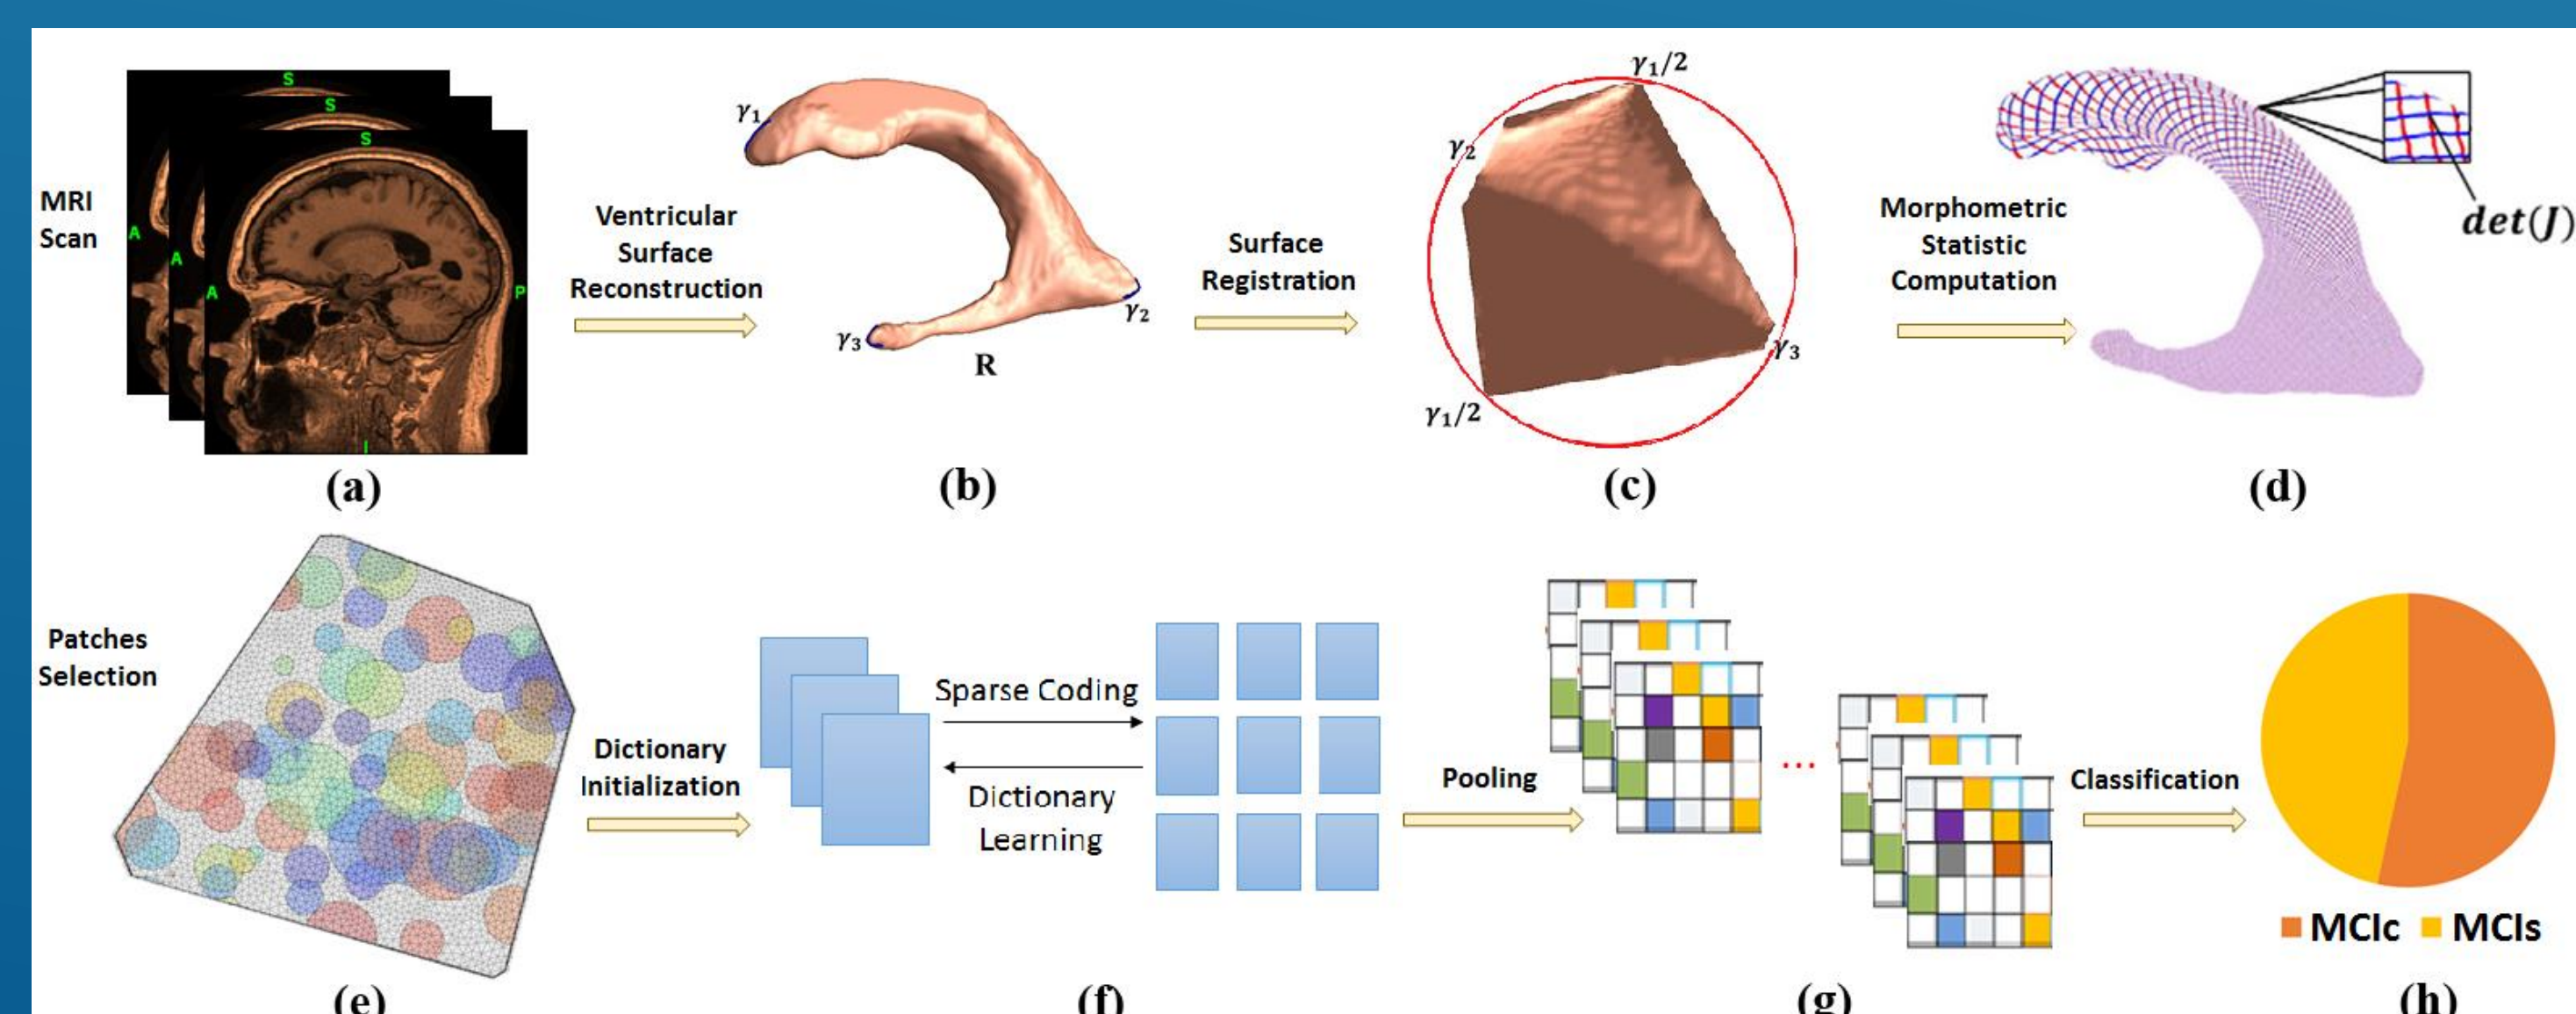 MRI
Scan
S
S
S
A
A
A
P
I
(a)
Ventricular
Surface
Reconstruction
γ1
γ2
γ3
R
(b)
Surface
Registration
γ1/2
γ2
γ3
γ1/2
(c)
Morphometric
Statistic
Computation
det(J)
(d)
Patches
Selection
(e)
Dictionary
Initialization
Sparse Coding
Dictionary
Learning
(f)
Pooling
...
(g)
Classification
MCIc MCIs
(h)